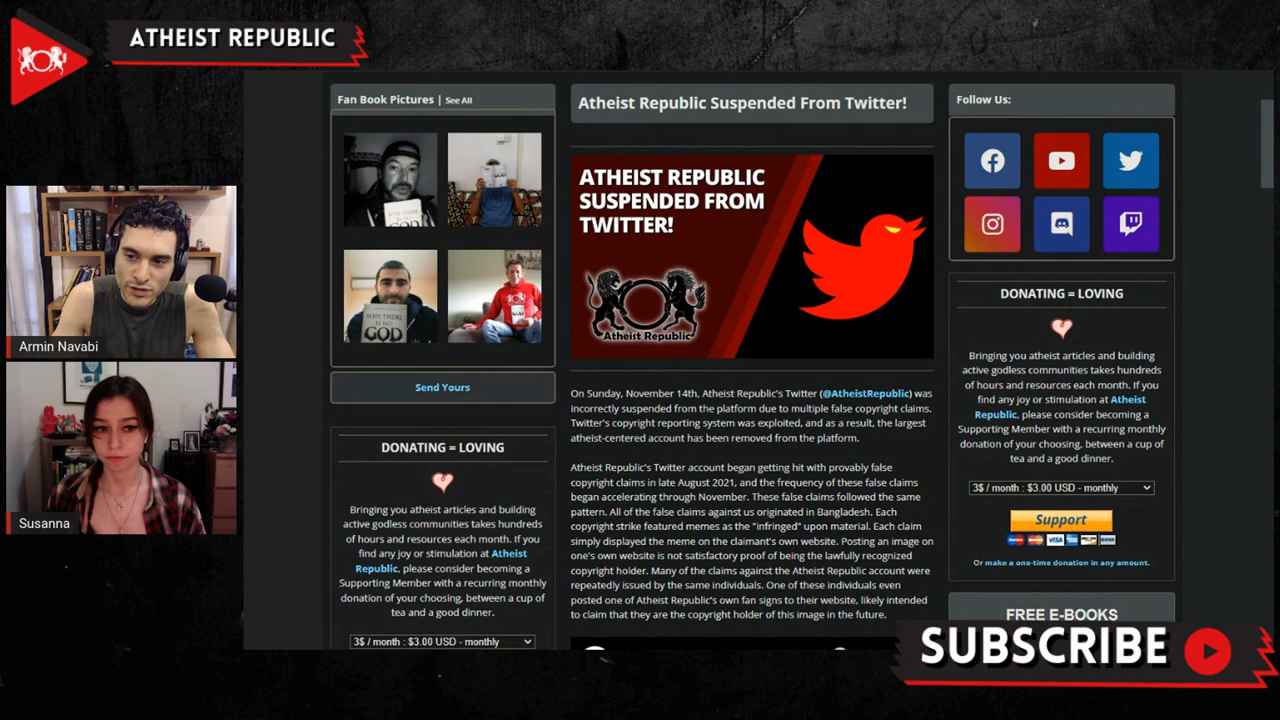 ATHEIST REPUBLIC
Armin Navabi
Susanna
Fan Book Pictures | See All
WHY THERE
IS NO
GOD
Send Yours
DONATING = LOVING
Bringing you atheist articles and building
active godless communities takes hundreds
of hours and resources each month. If you
find any joy or stimulation at Atheist
Republic, please consider becoming a
Supporting Member with a recurring monthly
donation of your choosing, between a cup of
tea and a good dinner.
3$ / month : $3.00 USD - monthly
Atheist Republic Suspended From Twitter!
ATHEIST REPUBLIC
SUSPENDED FROM
TWITTER!
Atheist Republic
On Sunday, November 14th, Atheist Republic's Twitter (@AtheistRepublic) was
incorrectly suspended from the platform due to multiple false copyright claims.
Twitter's copyright reporting system was exploited, and as a result, the largest
atheist-centered account has been removed from the platform.
Atheist Republic's Twitter account began getting hit with provably false
copyright claims in late August 2021, and the frequency of these false claims
began accelerating through November. These false claims followed the same
pattern. All of the false claims against us originated in Bangladesh. Each
copyright strike featured memes as the "infringed" upon material. Each claim
simply displayed the meme on the claimant's own website. Posting an image on
one's own website is not satisfactory proof of being the lawfully recognized
copyright holder. Many of the claims against the Atheist Republic account were
repeatedly issued by the same individuals. One of these individuals even
posted one of Atheist Republic's own fan signs to their website, likely intended
to claim that they are the copyright holder of this image in the future.
Follow Us:
DONATING = LOVING
Bringing you atheist articles and building
active godless communities takes hundreds
of hours and resources each month. If you
find any joy or stimulation at Atheist
Republic, please consider becoming a
Supporting Member with a recurring monthly
donation of your choosing, between a cup of
tea and a good dinner.
3$ / month : $3.00 USD - monthly
Support
VISA
BANK
Or make a one-time donation in any amount.
FREE E-BOOKS
SUBSCRIBE